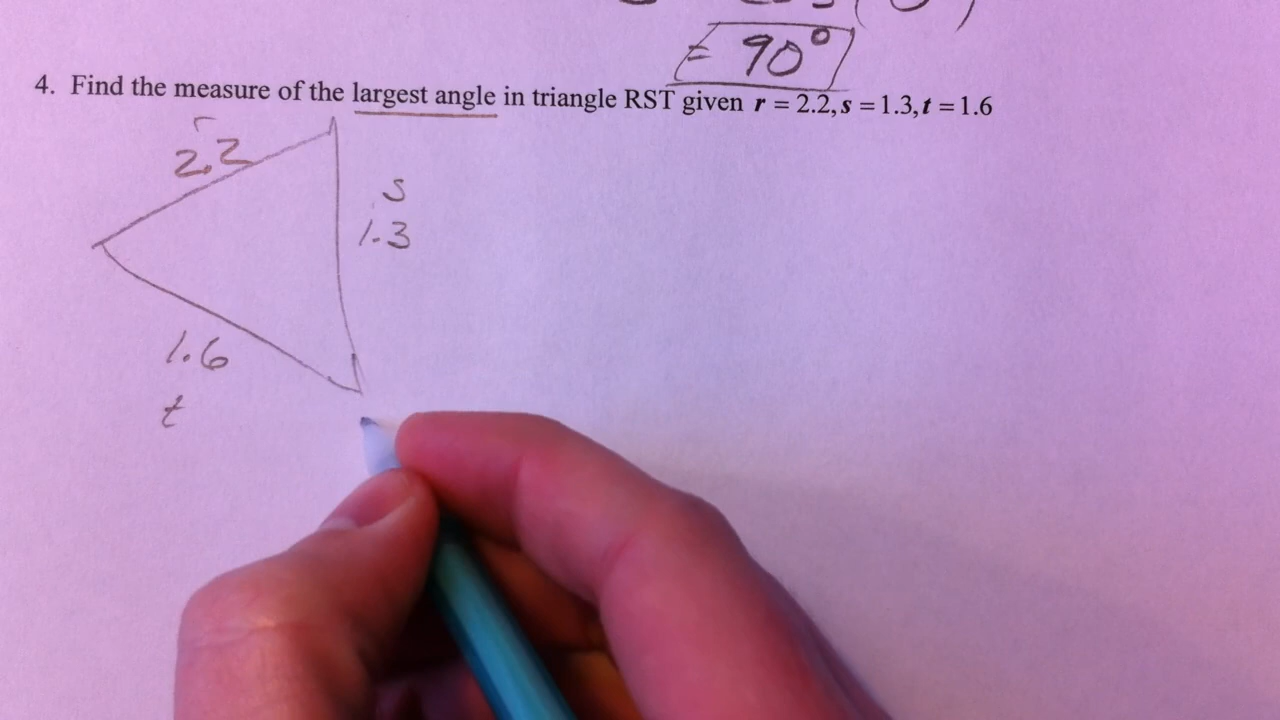 = 90°
4. Find the measure of the largest angle in triangle RST given r = 2.2, s = 1.3, t = 1.6
r
2.2
s
1.3
1.6
t